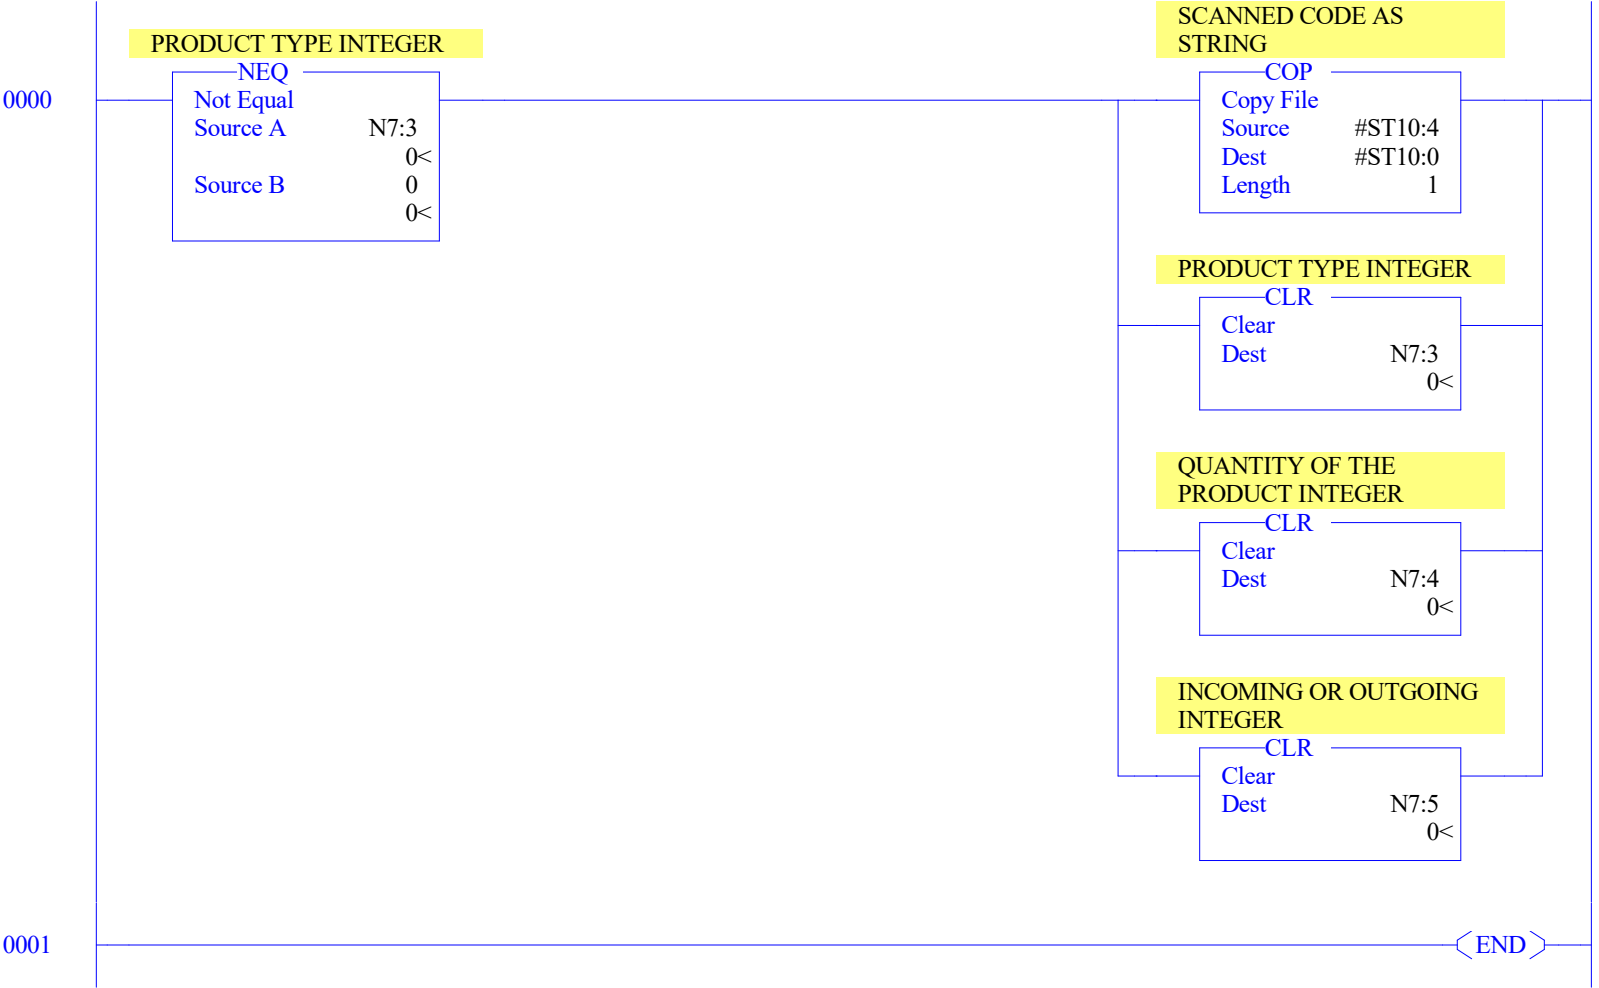 PRODUCT TYPE INTEGER
NEQ
0000
Not Equal
Source A N7:3
0<
Source B 0
0<
SCANNED CODE AS
STRING
COP
Copy File
Source #ST10:4
Dest #ST10:0
Length 1
PRODUCT TYPE INTEGER
CLR
Clear
Dest N7:3
0<
QUANTITY OF THE
PRODUCT INTEGER
CLR
Clear
Dest N7:4
0<
INCOMING OR OUTGOING
INTEGER
CLR
Clear
Dest N7:5
0<
0001
END